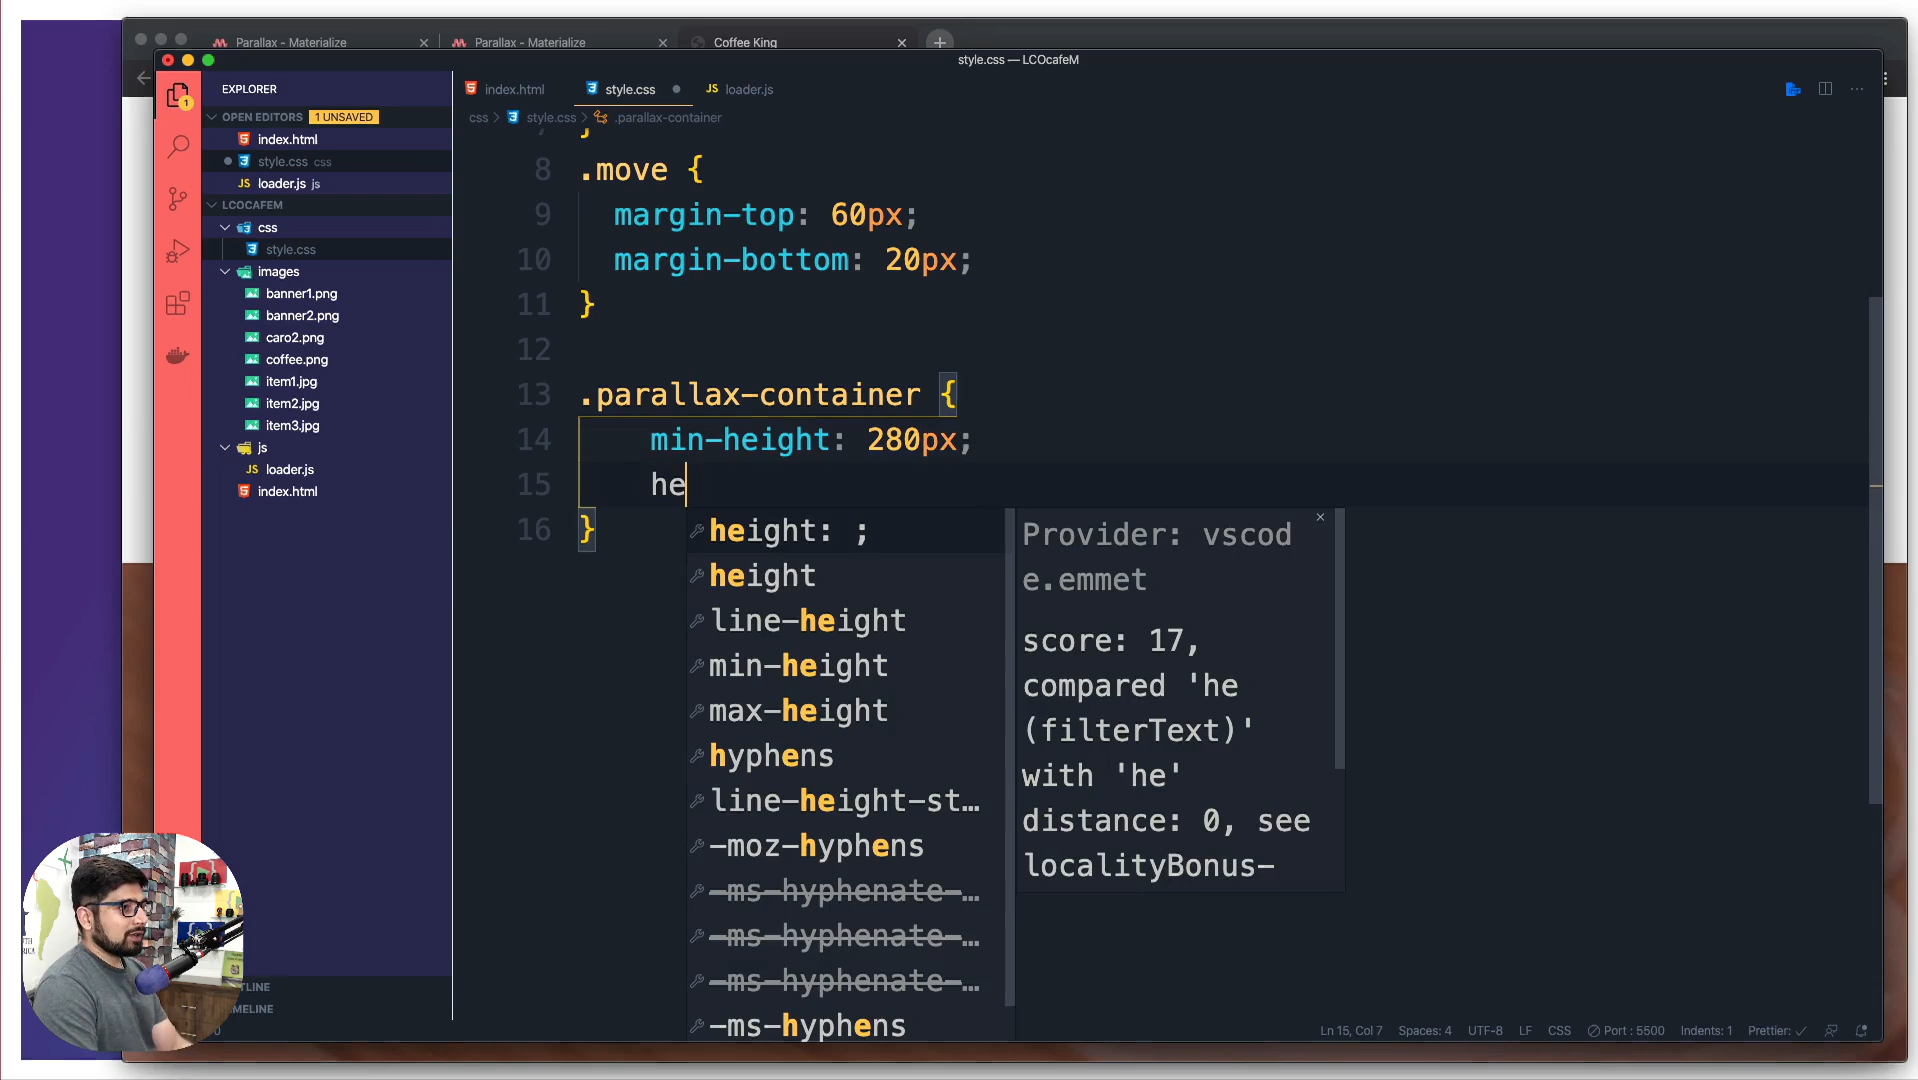 Parallax - Materialize
Parallax - Materialize
Coffee King
style.css — LCOcafeM
EXPLORER
OPEN EDITORS 1 UNSAVED
index.html
style.css css
loader.js js
LCOCAFEM
css
style.css
images
banner1.png
banner2.png
caro2.png
coffee.png
item1.jpg
item2.jpg
item3.jpg
js
loader.js
index.html
TLINE
MELINE
1
index.html
style.css
JS loader.js
css > style.css > .parallax-container
7 }
8 .move {
9 margin-top: 60px;
10 margin-bottom: 20px;
11 }
12
13 .parallax-container {
14 min-height: 280px;
15 he
16 }
height: ;
height
line-height
min-height
max-height
hyphens
line-height-st…
-moz-hyphens
-ms-hyphenate-…
-ms-hyphenate-…
-ms-hyphenate-…
-ms-hyphens
Provider: vscod
e.emmet
score: 17,
compared 'he
(filterText)'
with 'he'
distance: 0, see
localityBonus-
Ln 15, Col 7 Spaces: 4 UTF-8 LF CSS Port : 5500 Indents: 1 Prettier: ✓